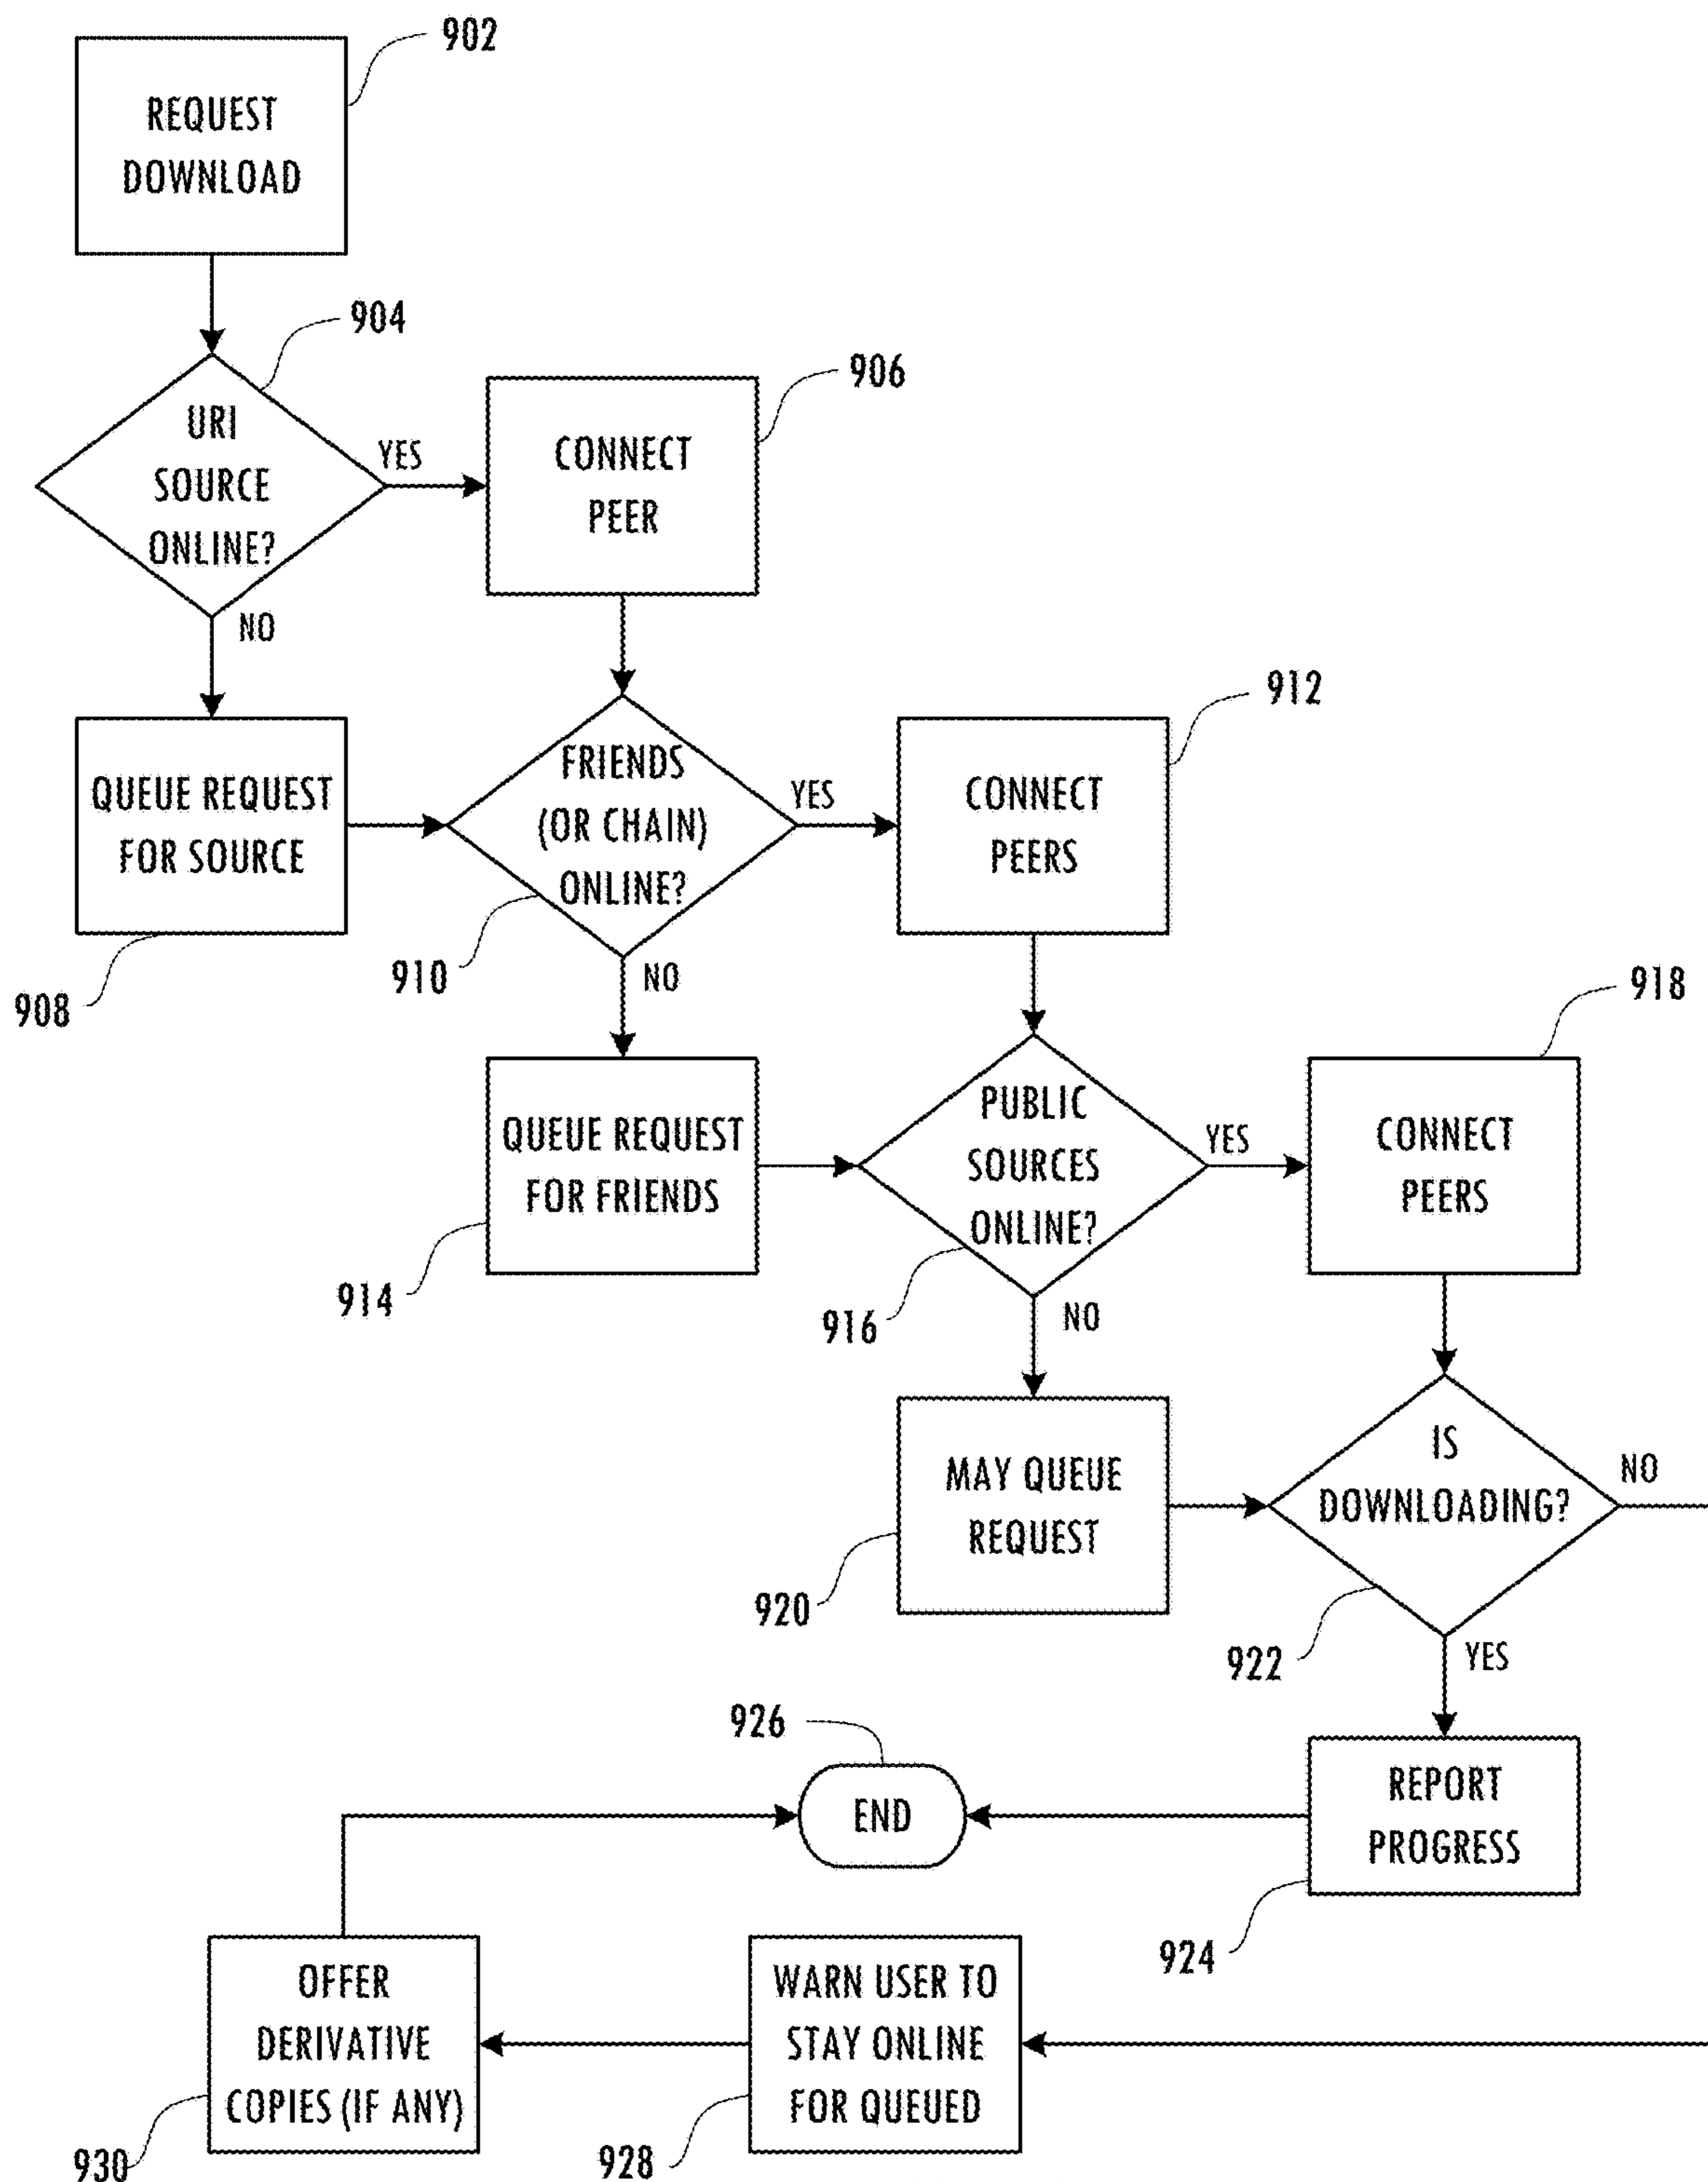 902
REQUEST
DOWNLOAD
904
URI
SOURCE
ONLINE?
YES
NO
906
CONNECT
PEER
908
QUEUE REQUEST
FOR SOURCE
910
FRIENDS
(OR CHAIN)
ONLINE?
YES
NO
912
CONNECT
PEERS
914
QUEUE REQUEST
FOR FRIENDS
916
PUBLIC
SOURCES
ONLINE?
YES
NO
918
CONNECT
PEERS
920
MAY QUEUE
REQUEST
922
IS
DOWNLOADING?
NO
YES
924
REPORT
PROGRESS
926
END
928
WARN USER TO
STAY ONLINE
FOR QUEUED
930
OFFER
DERIVATIVE
COPIES (IF ANY)